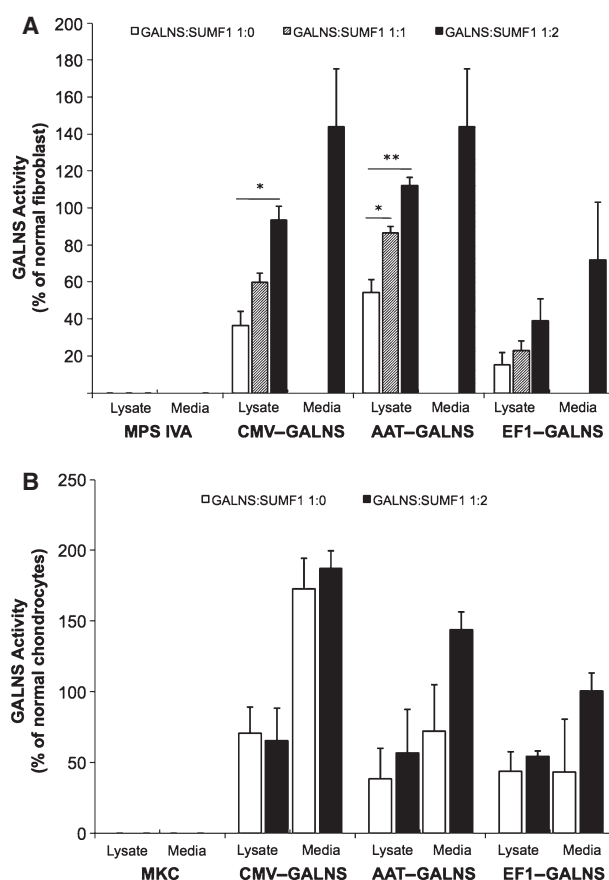 A
200
180
160
140
120
100
80
60
40
20
GALNS Activity
(% of normal fibroblast)
GALNS:SUMF1 1:0 GALNS:SUMF1 1:1 GALNS:SUMF1 1:2
*
*
**
Lysate Media Lysate Media Lysate Media Lysate Media
MPS IVA CMV–GALNS AAT–GALNS EF1–GALNS
B
250
200
150
100
50
0
GALNS Activity
(% of normal chondrocytes)
GALNS:SUMF1 1:0 GALNS:SUMF1 1:2
Lysate Media Lysate Media Lysate Media Lysate Media
MKC CMV–GALNS AAT–GALNS EF1–GALNS